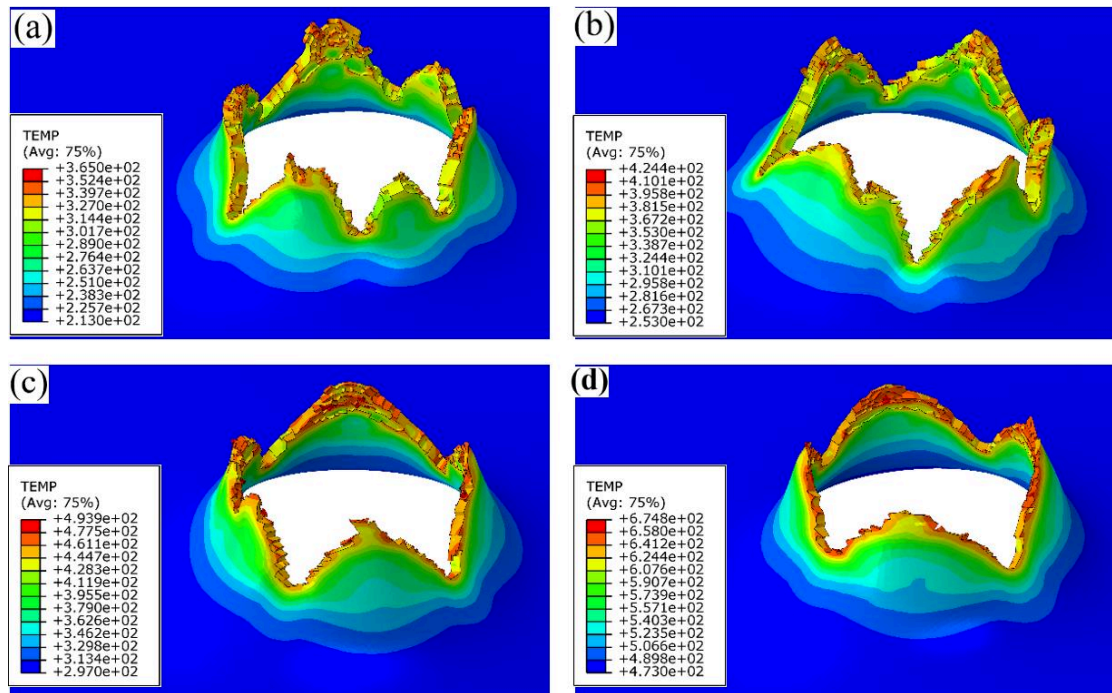 (a)
TEMP
(Avg: 75%)
+3.650e+02
+3.524e+02
+3.397e+02
+3.270e+02
+3.144e+02
+3.017e+02
+2.890e+02
+2.764e+02
+2.637e+02
+2.510e+02
+2.383e+02
+2.257e+02
+2.130e+02
(b)
TEMP
(Avg: 75%)
+4.244e+02
+4.101e+02
+3.958e+02
+3.815e+02
+3.672e+02
+3.530e+02
+3.387e+02
+3.244e+02
+3.101e+02
+2.958e+02
+2.816e+02
+2.673e+02
+2.530e+02
(c)
TEMP
(Avg: 75%)
+4.939e+02
+4.775e+02
+4.611e+02
+4.447e+02
+4.283e+02
+4.119e+02
+3.955e+02
+3.790e+02
+3.626e+02
+3.462e+02
+3.298e+02
+3.134e+02
+2.970e+02
(d)
TEMP
(Avg: 75%)
+6.748e+02
+6.580e+02
+6.412e+02
+6.244e+02
+6.076e+02
+5.907e+02
+5.739e+02
+5.571e+02
+5.403e+02
+5.235e+02
+5.066e+02
+4.898e+02
+4.730e+02